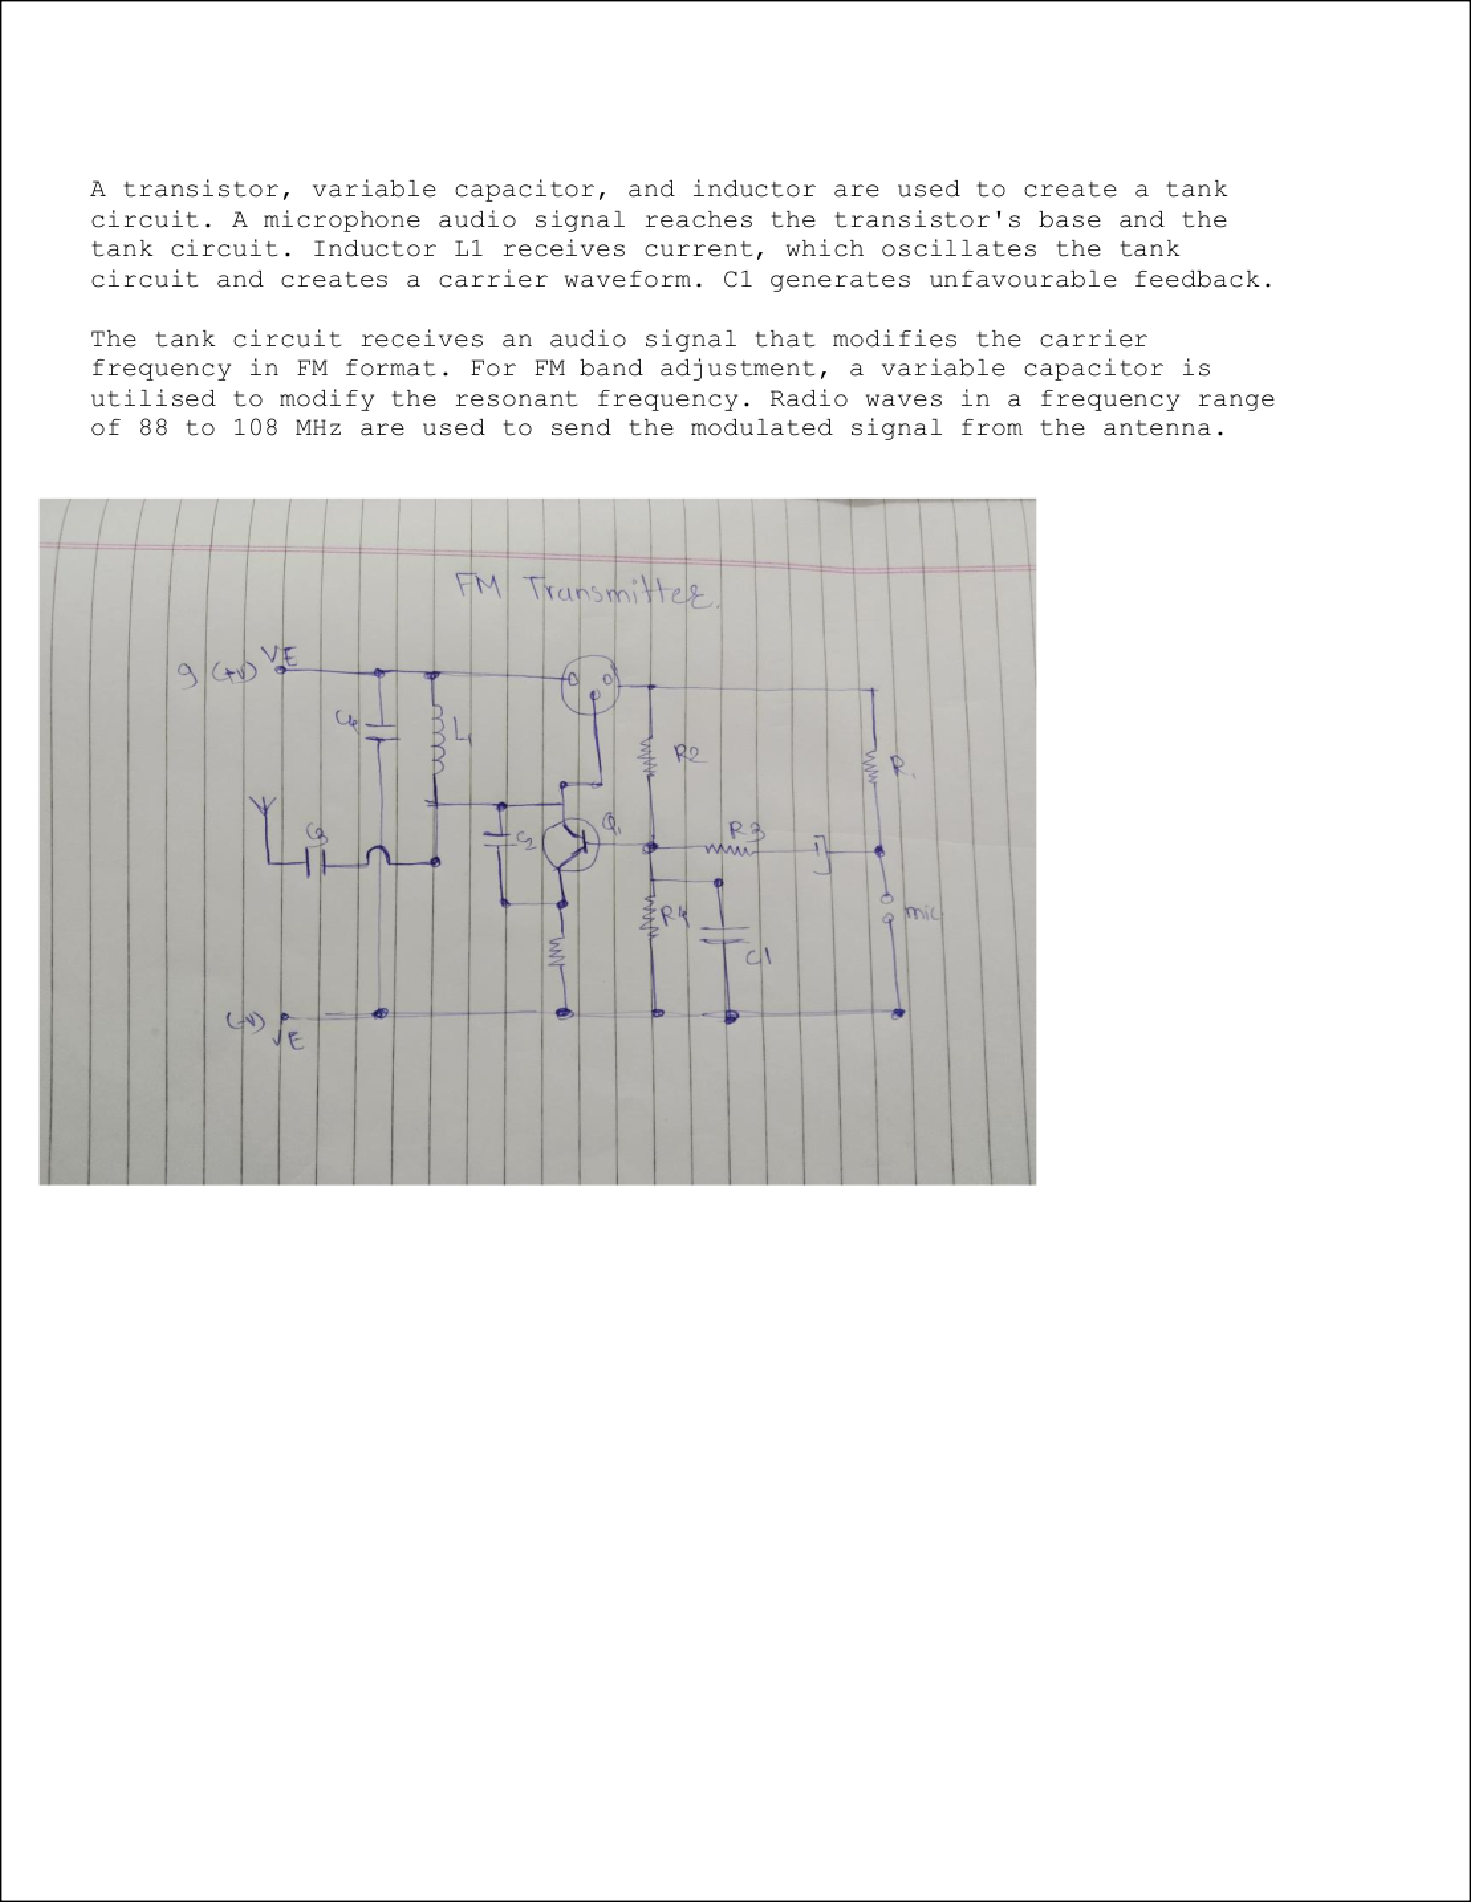 A transistor, variable capacitor, and inductor are used to create a tank
circuit. A microphone audio signal reaches the transistor's base and the
tank circuit. Inductor L1 receives current, which oscillates the tank
circuit and creates a carrier waveform. C1 generates unfavourable feedback.
The tank circuit receives an audio signal that modifies the carrier
frequency in FM format. For FM band adjustment, a variable capacitor is
utilised to modify the resonant frequency. Radio waves in a frequency range
of 88 to 108 MHz are used to send the modulated signal from the antenna.
FM Transmitter.
9 (+v) VE
C4
L1
R2
R1
C3
C2
Q1
R3
R4
mic
C1
(-v)
VE